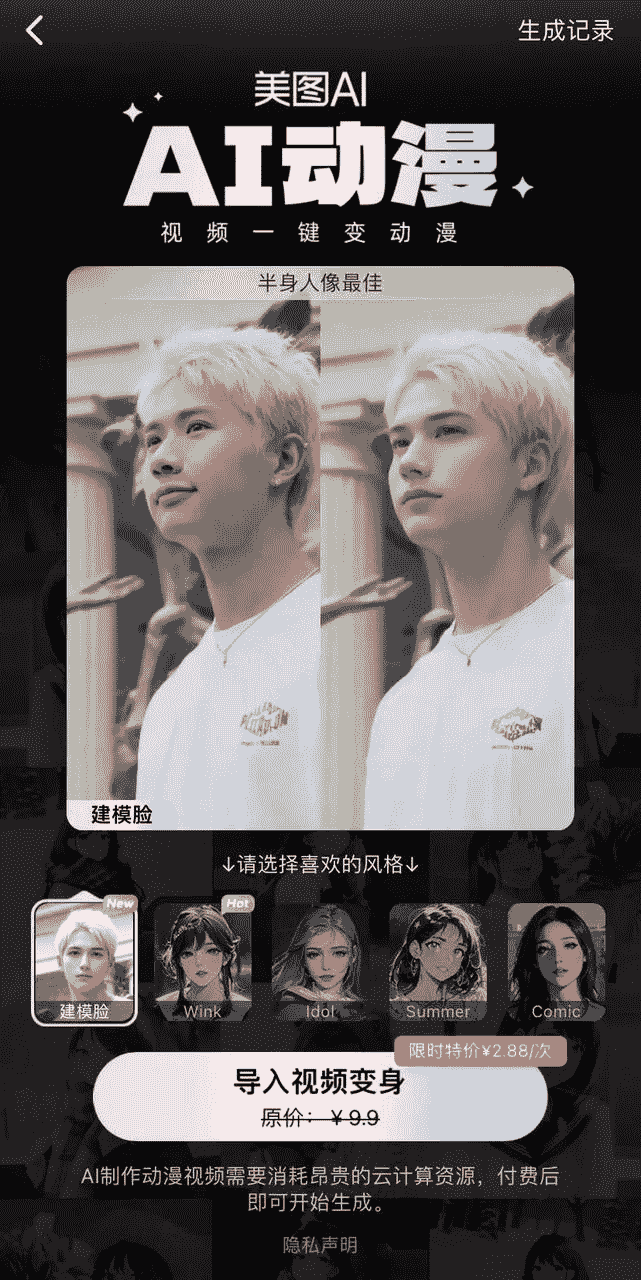 生成记录
美图AI
AI动漫
视频一键变动漫
半身人像最佳
建模脸
↓请选择喜欢的风格↓
New
Hot
建模脸
Wink
Idol
Summer
Comic
限时特价¥2.88/次
导入视频变身
原价：¥9.9
AI制作动漫视频需要消耗昂贵的云计算资源，付费后
即可开始生成。
隐私声明